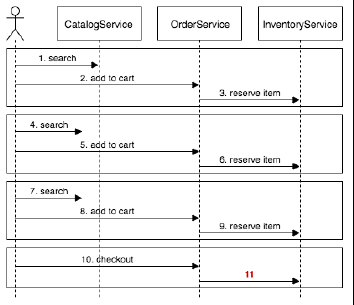 CatalogService OrderService InventoryService
1. search
2. add to cart
3. reserve item
4. search
5. add to cart
6. reserve item
7. search
8. add to cart
9. reserve item
10. checkout
11